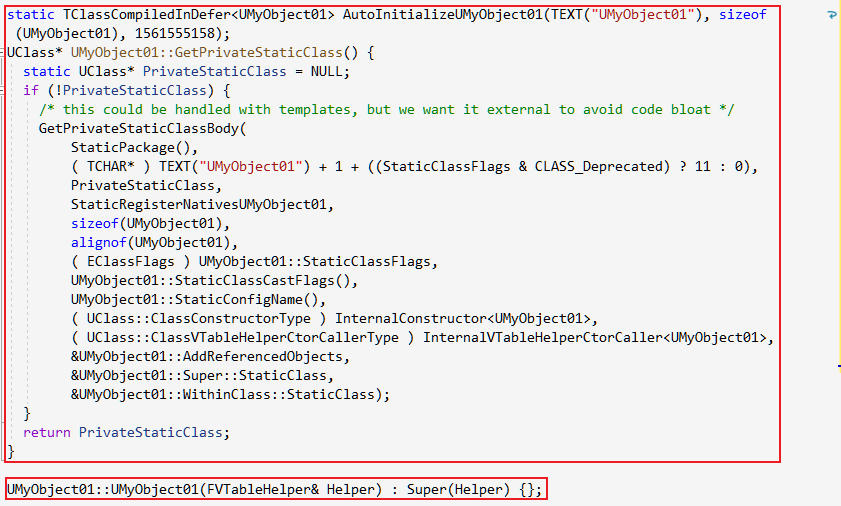 static TClassCompiledInDefer<UMyObject01> AutoInitializeUMyObject01(TEXT("UMyObject01"), sizeof
(UMyObject01), 1561555158);
UClass* UMyObject01::GetPrivateStaticClass() {
static UClass* PrivateStaticClass = NULL;
if (!PrivateStaticClass) {
/* this could be handled with templates, but we want it external to avoid code bloat */
GetPrivateStaticClassBody(
StaticPackage(),
( TCHAR* ) TEXT("UMyObject01") + 1 + ((StaticClassFlags & CLASS_Deprecated) ? 11 : 0),
PrivateStaticClass,
StaticRegisterNativesUMyObject01,
sizeof(UMyObject01),
alignof(UMyObject01),
( EClassFlags ) UMyObject01::StaticClassFlags,
UMyObject01::StaticClassCastFlags(),
UMyObject01::StaticConfigName(),
( UClass::ClassConstructorType ) InternalConstructor<UMyObject01>,
( UClass::ClassVTableHelperCtorCallerType ) InternalVTableHelperCtorCaller<UMyObject01>,
&UMyObject01::AddReferencedObjects,
&UMyObject01::Super::StaticClass,
&UMyObject01::WithinClass::StaticClass);
}
return PrivateStaticClass;
}
UMyObject01::UMyObject01(FVTableHelper& Helper) : Super(Helper) {};